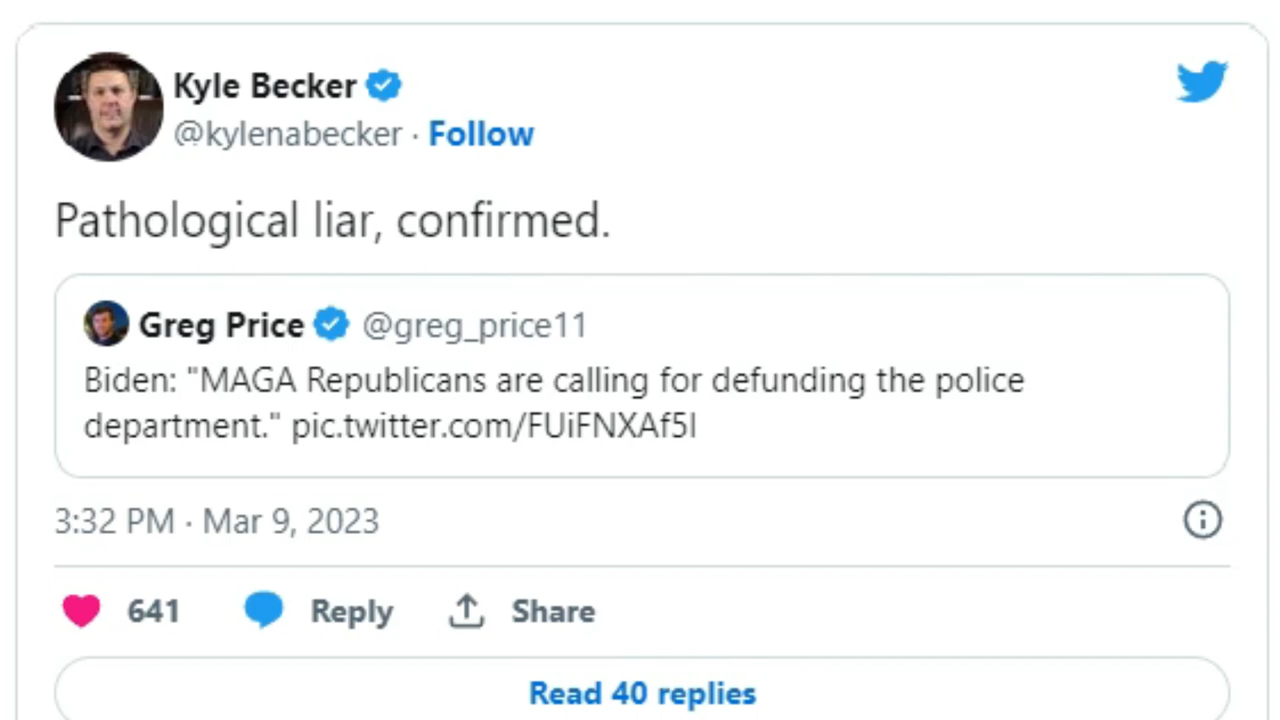 Kyle Becker
@kylenabecker · Follow
Pathological liar, confirmed.
Greg Price @greg_price11
Biden: "MAGA Republicans are calling for defunding the police
department." pic.twitter.com/FUiFNXAf5l
3:32 PM · Mar 9, 2023
641 Reply Share
Read 40 replies